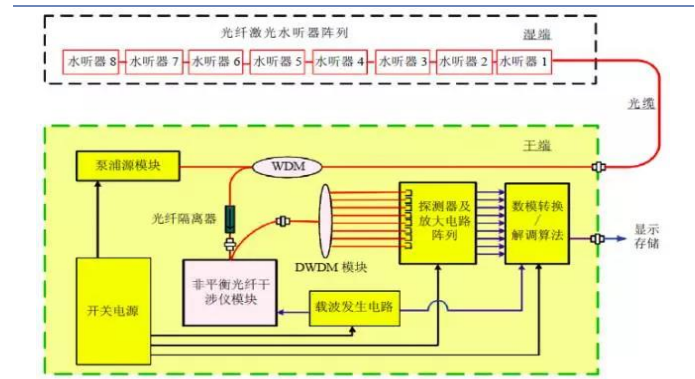 光纤激光水听器阵列
湿端
水听器 8
水听器 7
水听器 6
水听器 5
水听器 4
水听器 3
水听器 2
水听器 1
光缆
干端
泵浦源模块
WDM
光纤隔离器
DWDM 模块
探测器及
放大电路
阵列
数模转换
/
解调算法
显示
存储
非平衡光纤干
涉仪模块
载波发生电路
开关电源